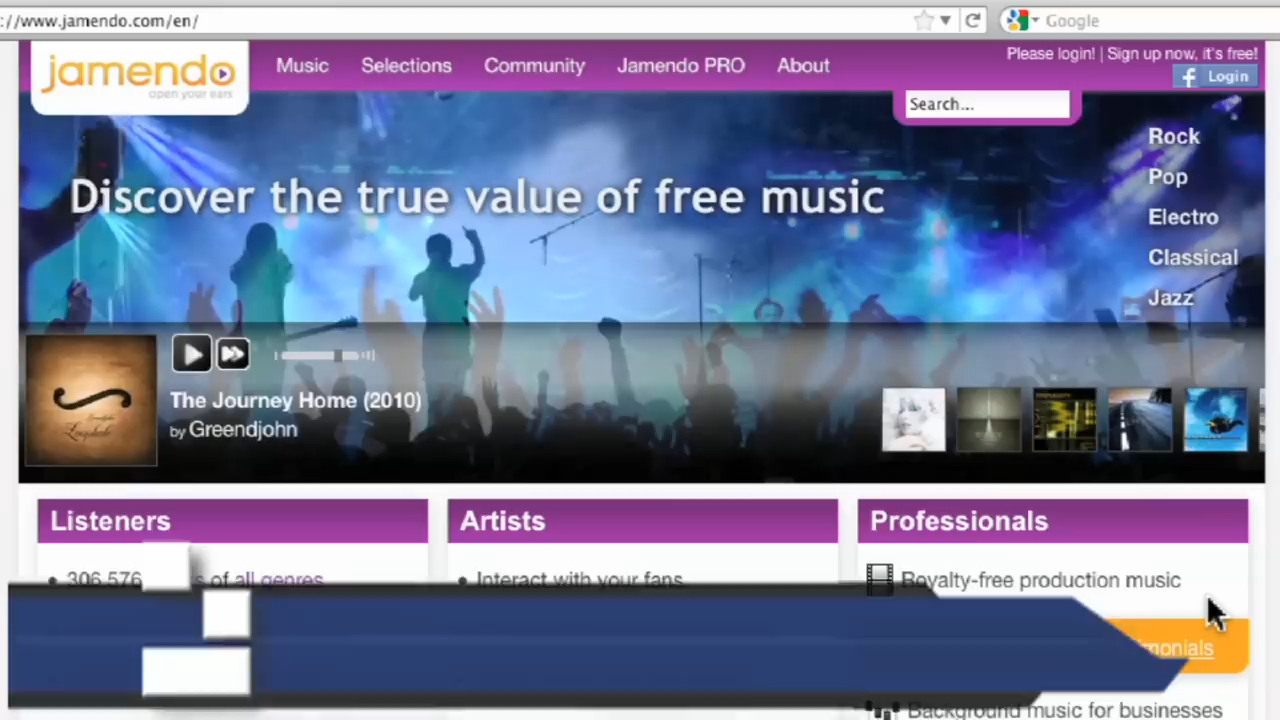 ://www.jamendo.com/en/
Google
jamendo
open your ears
Music
Selections
Community
Jamendo PRO
About
Please login! | Sign up now, it's free!
f Login
Search...
Discover the true value of free music
Rock
Pop
Electro
Classical
Jazz
The Journey Home (2010)
by Greendjohn
Listeners
Artists
Professionals
306,576 of all genres
Interact with your fans
Royalty-free production music
Background music for businesses